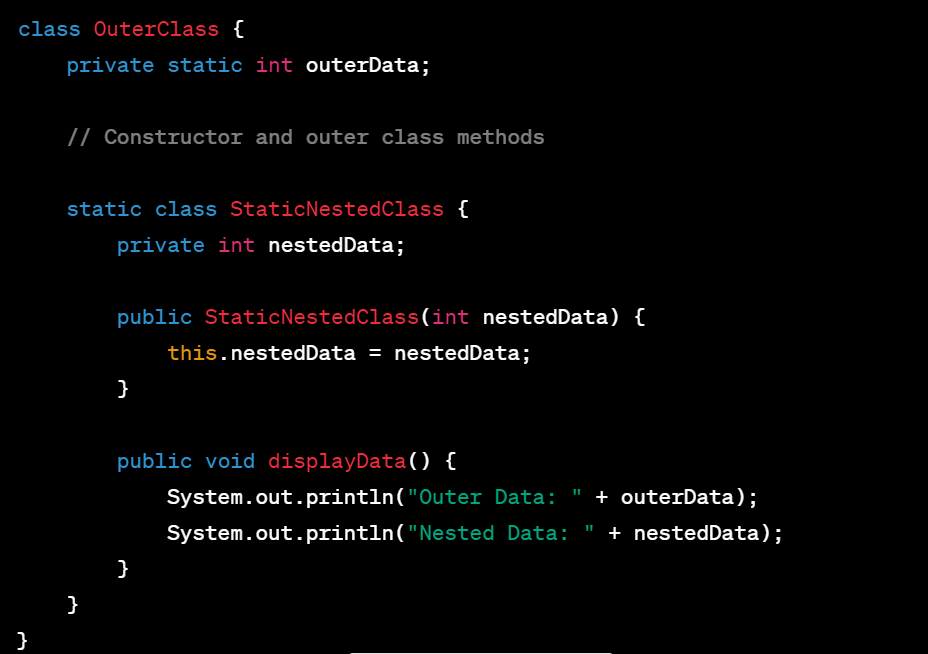 class OuterClass {
    private static int outerData;

    // Constructor and outer class methods

    static class StaticNestedClass {
        private int nestedData;

        public StaticNestedClass(int nestedData) {
            this.nestedData = nestedData;
        }

        public void displayData() {
            System.out.println("Outer Data: " + outerData);
            System.out.println("Nested Data: " + nestedData);
        }
    }
}